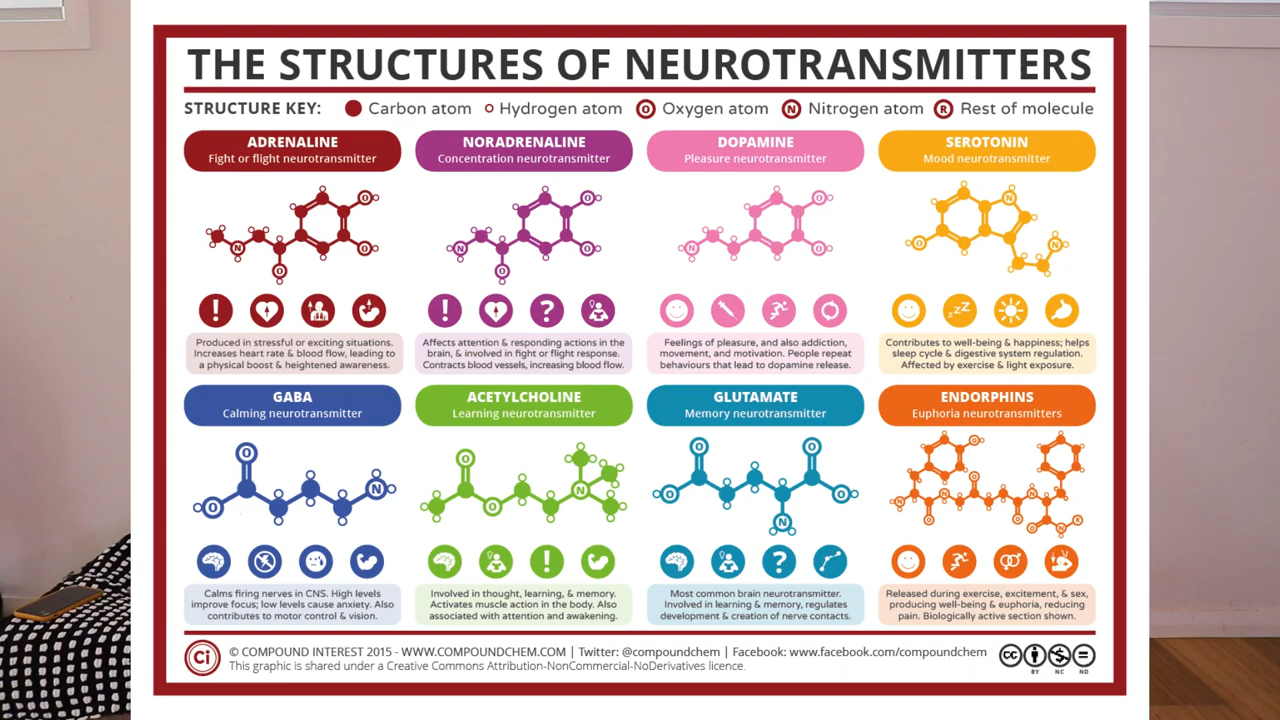 THE STRUCTURES OF NEUROTRANSMITTERS
STRUCTURE KEY: Carbon atom Hydrogen atom O Oxygen atom N Nitrogen atom R Rest of molecule
ADRENALINE
Fight or flight neurotransmitter
Produced in stressful or exciting situations.
Increases heart rate & blood flow, leading to
a physical boost & heightened awareness.
NORADRENALINE
Concentration neurotransmitter
Affects attention & responding actions in the
brain, & involved in fight or flight response.
Contracts blood vessels, increasing blood flow.
DOPAMINE
Pleasure neurotransmitter
Feelings of pleasure, and also addiction,
movement, and motivation. People repeat
behaviours that lead to dopamine release.
SEROTONIN
Mood neurotransmitter
Contributes to well-being & happiness; helps
sleep cycle & digestive system regulation.
Affected by exercise & light exposure.
GABA
Calming neurotransmitter
Calms firing nerves in CNS. High levels
improve focus; low levels cause anxiety. Also
contributes to motor control & vision.
ACETYLCHOLINE
Learning neurotransmitter
Involved in thought, learning, & memory.
Activates muscle action in the body. Also
associated with attention and awakening.
GLUTAMATE
Memory neurotransmitter
Most common brain neurotransmitter.
Involved in learning & memory, regulates
development & creation of nerve contacts.
ENDORPHINS
Euphoria neurotransmitters
Released during exercise, excitement, & sex,
producing well-being & euphoria, reducing
pain. Biologically active section shown.
Ci
© COMPOUND INTEREST 2015 - WWW.COMPOUNDCHEM.COM | Twitter: @compoundchem | Facebook: www.facebook.com/compoundchem
This graphic is shared under a Creative Commons Attribution-NonCommercial-NoDerivatives licence.
CC BY NC ND